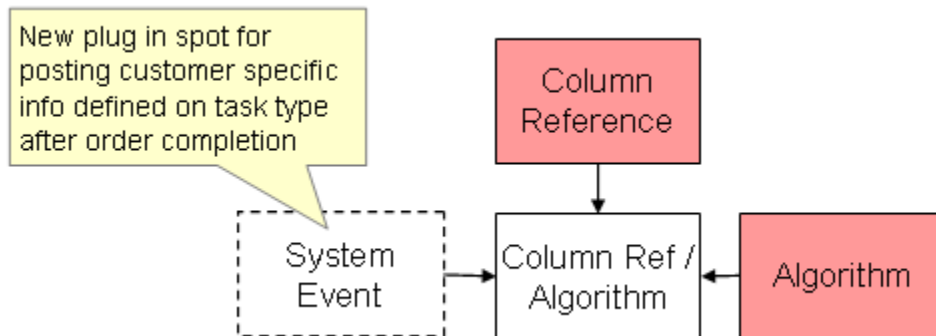 New plug in spot for
posting customer specific
info defined on task type
after order completion
Column
Reference
System
Event
Column Ref /
Algorithm
Algorithm